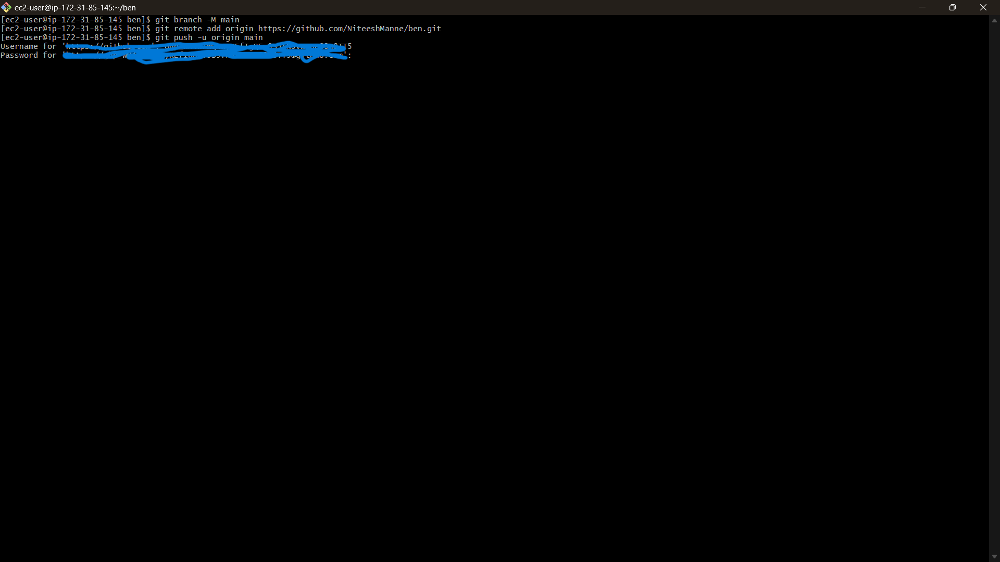 ec2-user@ip-172-31-85-145:~/ben
[ec2-user@ip-172-31-85-145 ben]$ git branch -M main
[ec2-user@ip-172-31-85-145 ben]$ git remote add origin https://github.com/NiteeshManne/ben.git
[ec2-user@ip-172-31-85-145 ben]$ git push -u origin main
Username for
Password for